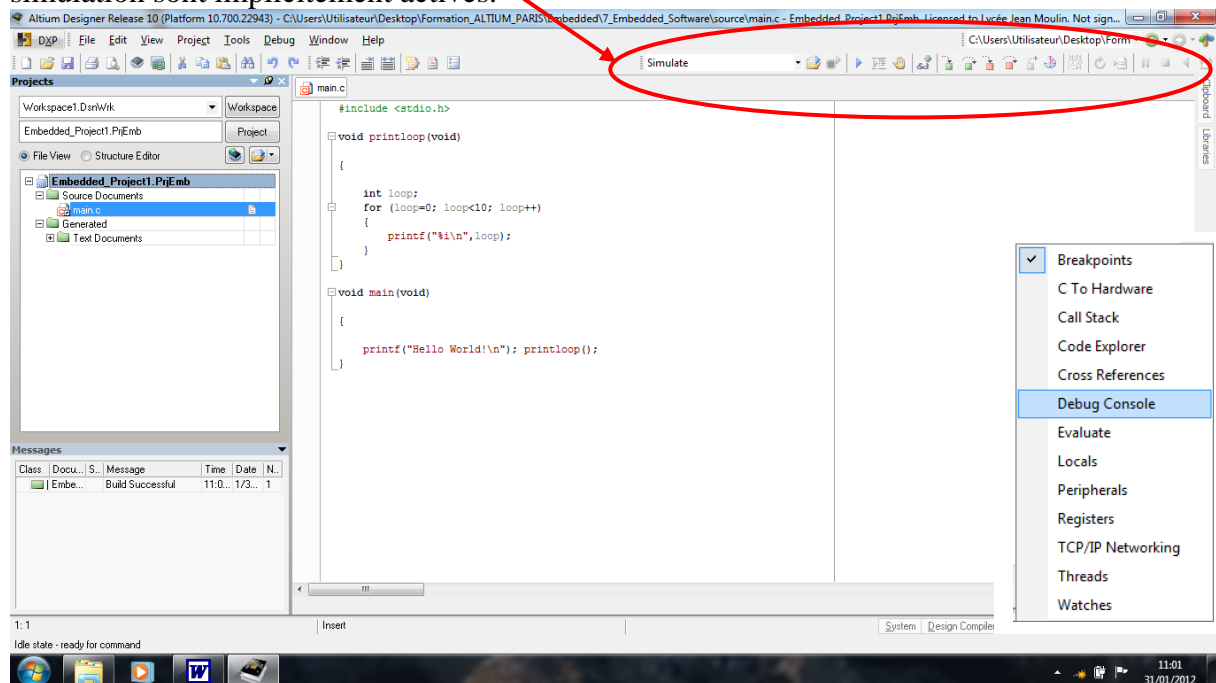 simulation sont implicitement actives.
Altium Designer Release 10 (Platform 10.700.22943) - C:\Users\Utilisateur\Desktop\Formation_ALTIUM_PARIS\Embedded\7_Embedded_Software\source\main.c - Embedded_Project1.PrjEmb. Licensed to Lycée Jean Moulin. Not sign...
DXP File Edit View Project Tools Debug Window Help C:\Users\Utilisateur\Desktop\Form
Simulate
Projects
main.c
Workspace1.DsnWrk Workspace
Embedded_Project1.PrjEmb Project
File View Structure Editor
Embedded_Project1.PrjEmb
Source Documents
main.c
Generated
Text Documents
#include <stdio.h>
void printloop(void)
{
int loop;
for (loop=0; loop<10; loop++)
{
printf("%i\n",loop);
}
}
void main(void)
{
printf("Hello World!\n"); printloop();
}
Clipboard
Libraries
Breakpoints
C To Hardware
Call Stack
Code Explorer
Cross References
Debug Console
Evaluate
Locals
Peripherals
Registers
TCP/IP Networking
Threads
Watches
Messages
Class Docu... S.. Message Time Date N..
Embe... Build Successful 11:0... 1/3... 1
1: 1 Insert System Design Compiler
Idle state - ready for command
W
11:01
31/01/2012